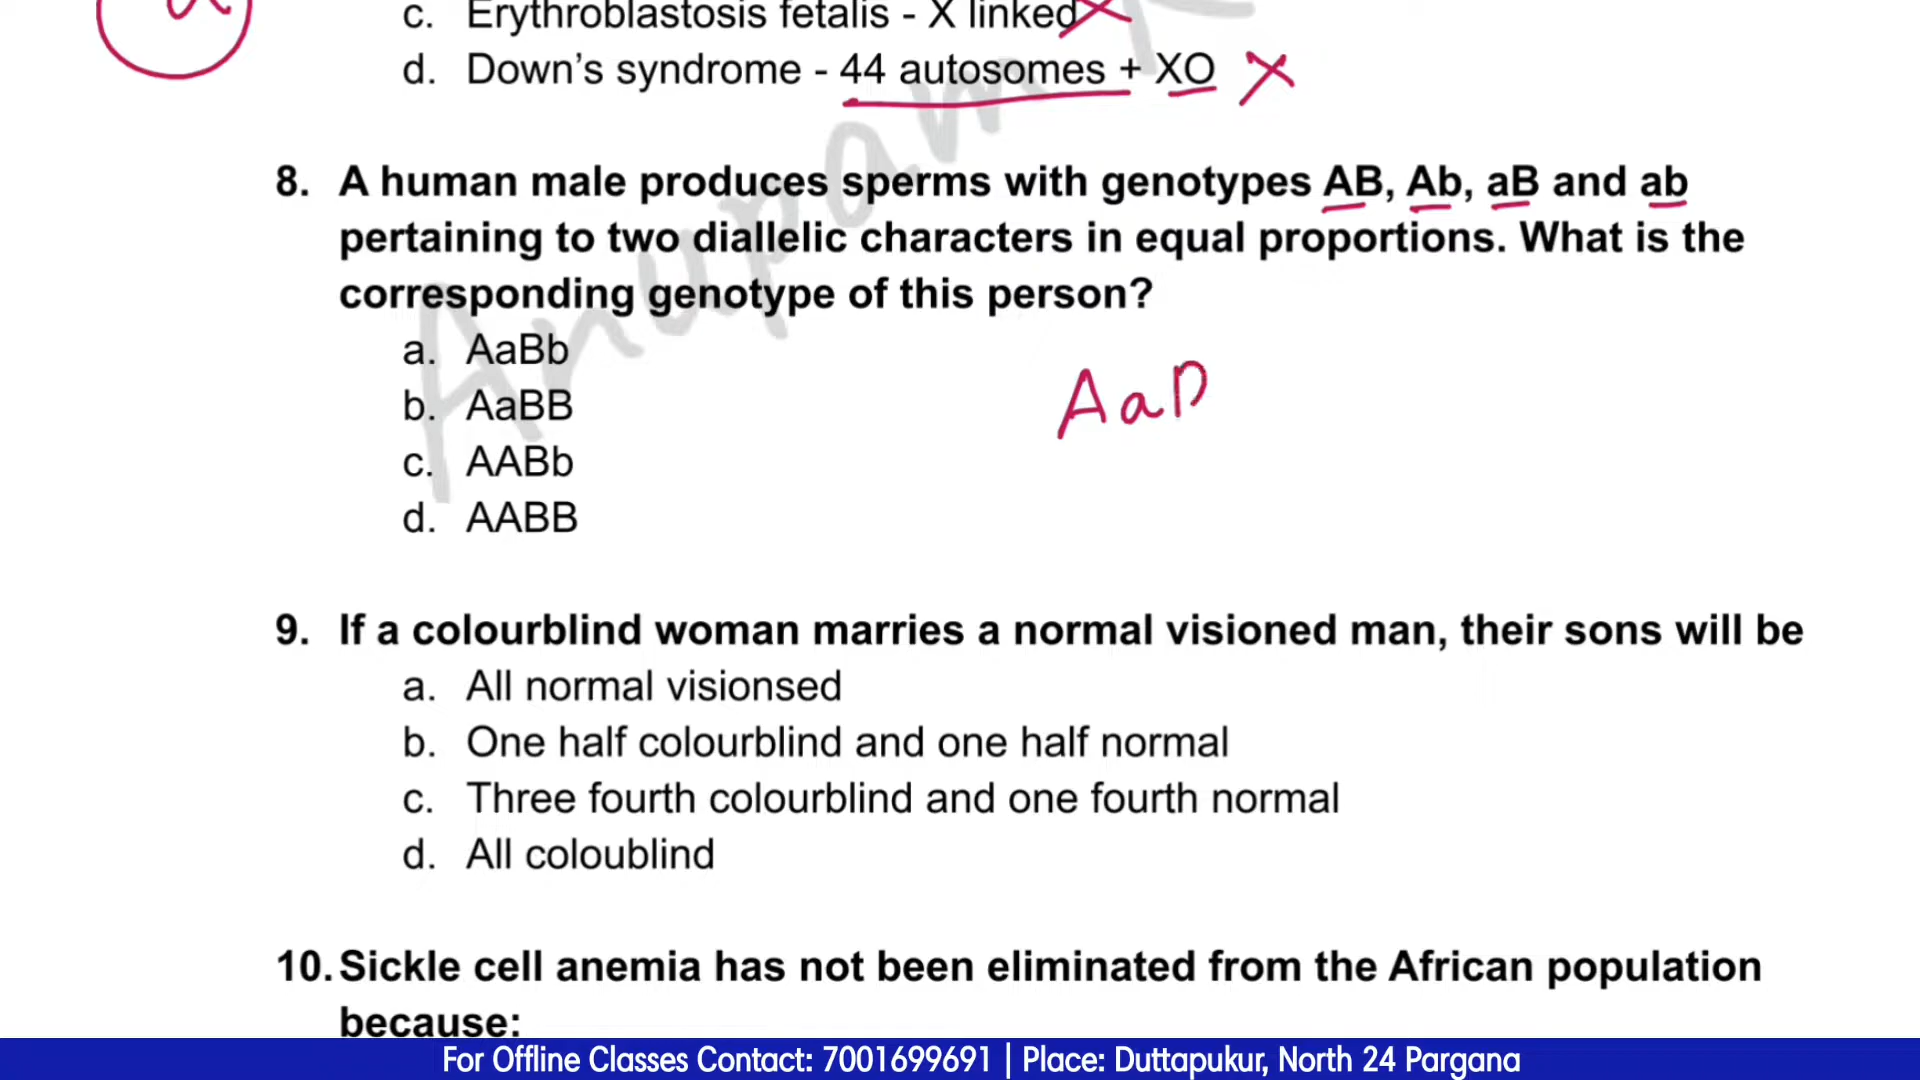 c. Erythroblastosis fetalis - X linked
d. Down's syndrome - 44 autosomes + XO
8. A human male produces sperms with genotypes AB, Ab, aB and ab
pertaining to two diallelic characters in equal proportions. What is the
corresponding genotype of this person?
a. AaBb
b. AaBB
c. AABb
d. AABB
Aa
9. If a colourblind woman marries a normal visioned man, their sons will be
a. All normal visionsed
b. One half colourblind and one half normal
c. Three fourth colourblind and one fourth normal
d. All coloublind
10. Sickle cell anemia has not been eliminated from the African population
because:
Anupam
For Offline Classes Contact: 7001699691 | Place: Duttapukur, North 24 Pargana